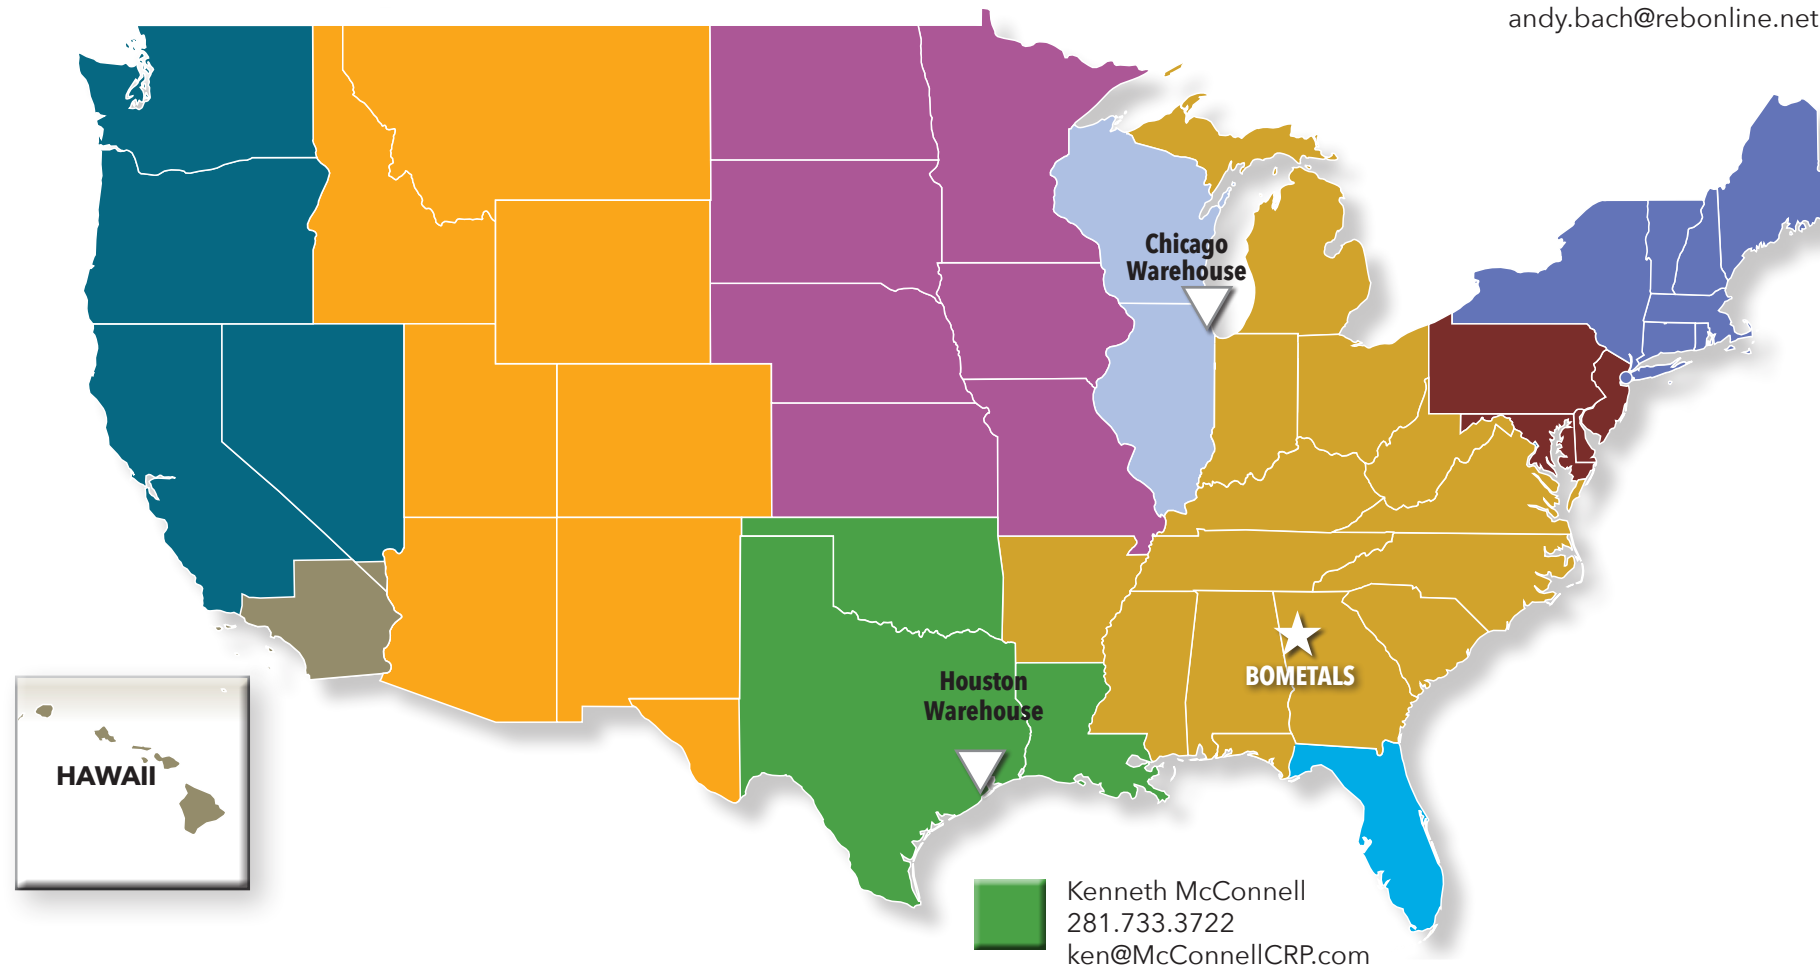 andy.bach@rebonline.net
Chicago
Warehouse
BOMETALS
Houston
Warehouse
HAWAII
Kenneth McConnell
281.733.3722
ken@McConnellCRP.com